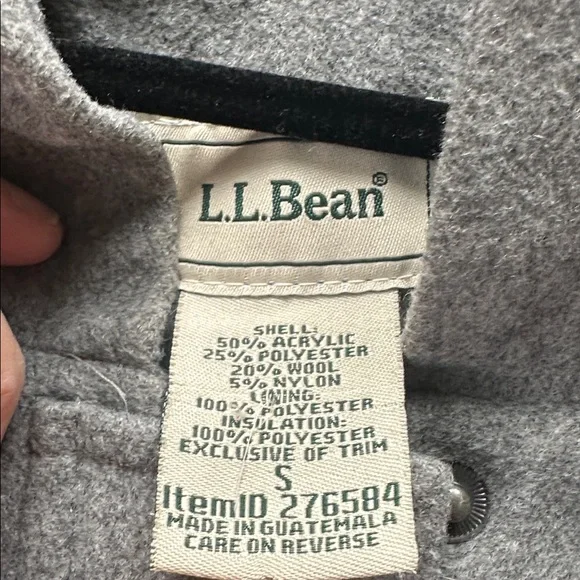 L.L.Bean®
SHELL:
50% ACRYLIC
25% POLYESTER
20% WOOL
5% NYLON
LINING:
100% POLYESTER
INSULATION:
100% POLYESTER
EXCLUSIVE OF TRIM
S
ItemID 276584
MADE IN GUATEMALA
CARE ON REVERSE